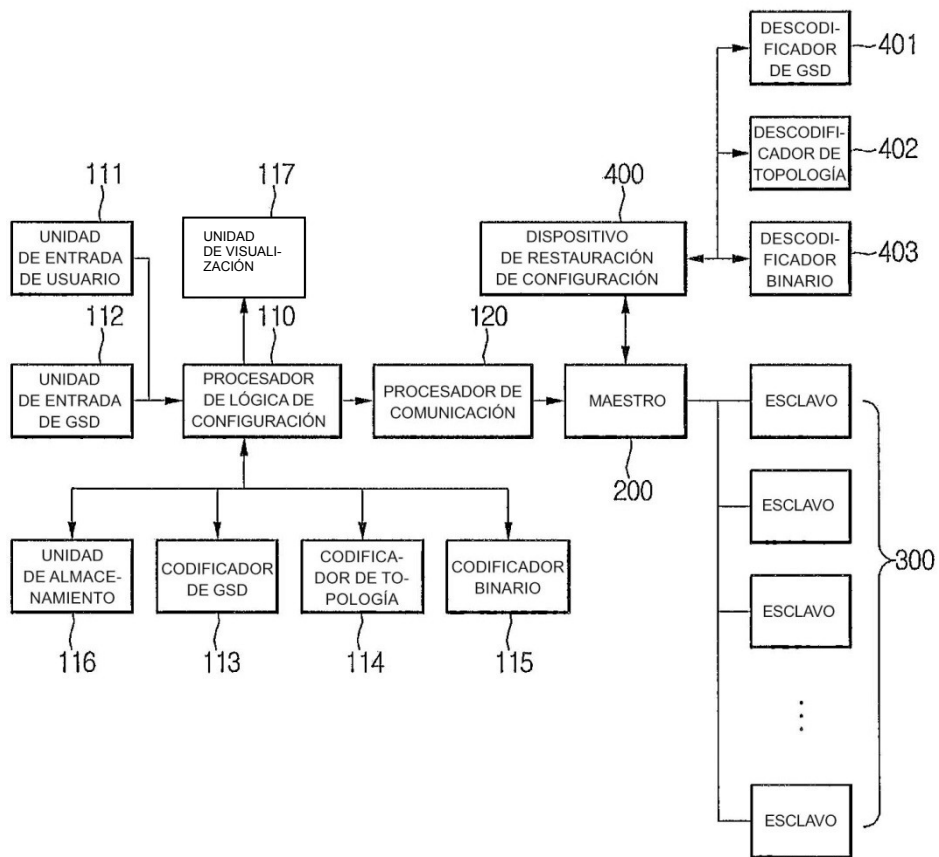 DESCODI-
FICADOR
DE GSD
401
DESCODIFI-
CADOR DE
TOPOLOGÍA
402
111
117
400
UNIDAD
DE ENTRADA
DE USUARIO
UNIDAD
DE VISUALI-
ZACIÓN
DISPOSITIVO
DE RESTAURACIÓN
DE CONFIGURACIÓN
DESCODI-
FICADOR
BINARIO
403
112
110
120
UNIDAD
DE ENTRADA
DE GSD
PROCESADOR
DE LÓGICA DE
CONFIGURACIÓN
PROCESADOR DE
COMUNICACIÓN
MAESTRO
ESCLAVO
200
ESCLAVO
UNIDAD
DE ALMACE-
NAMIENTO
CODIFICADOR
DE GSD
CODIFICA-
DOR DE TO-
POLOGÍA
CODIFICADOR
BINARIO
ESCLAVO
300
116
113
114
115
ESCLAVO